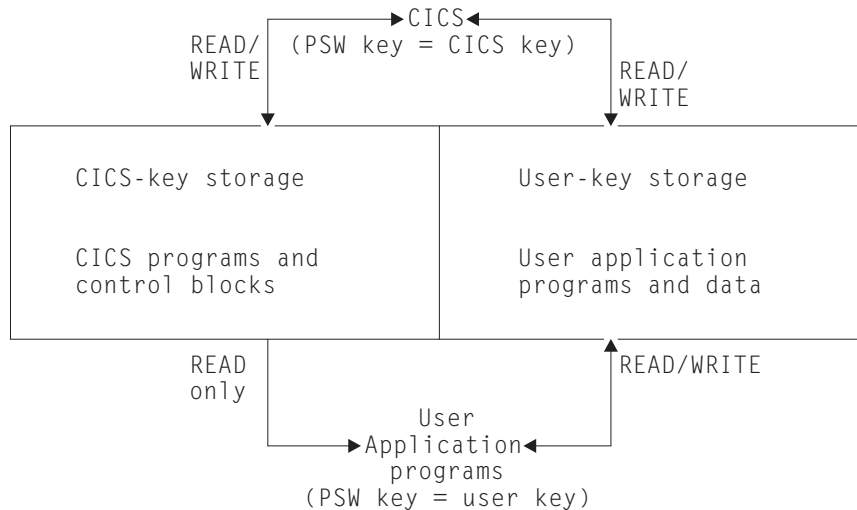 CICS
(PSW key = CICS key)
READ/
WRITE
READ/
WRITE
CICS-key storage
CICS programs and
control blocks
User-key storage
User application
programs and data
READ
only
READ/WRITE
User
Application
programs
(PSW key = user key)